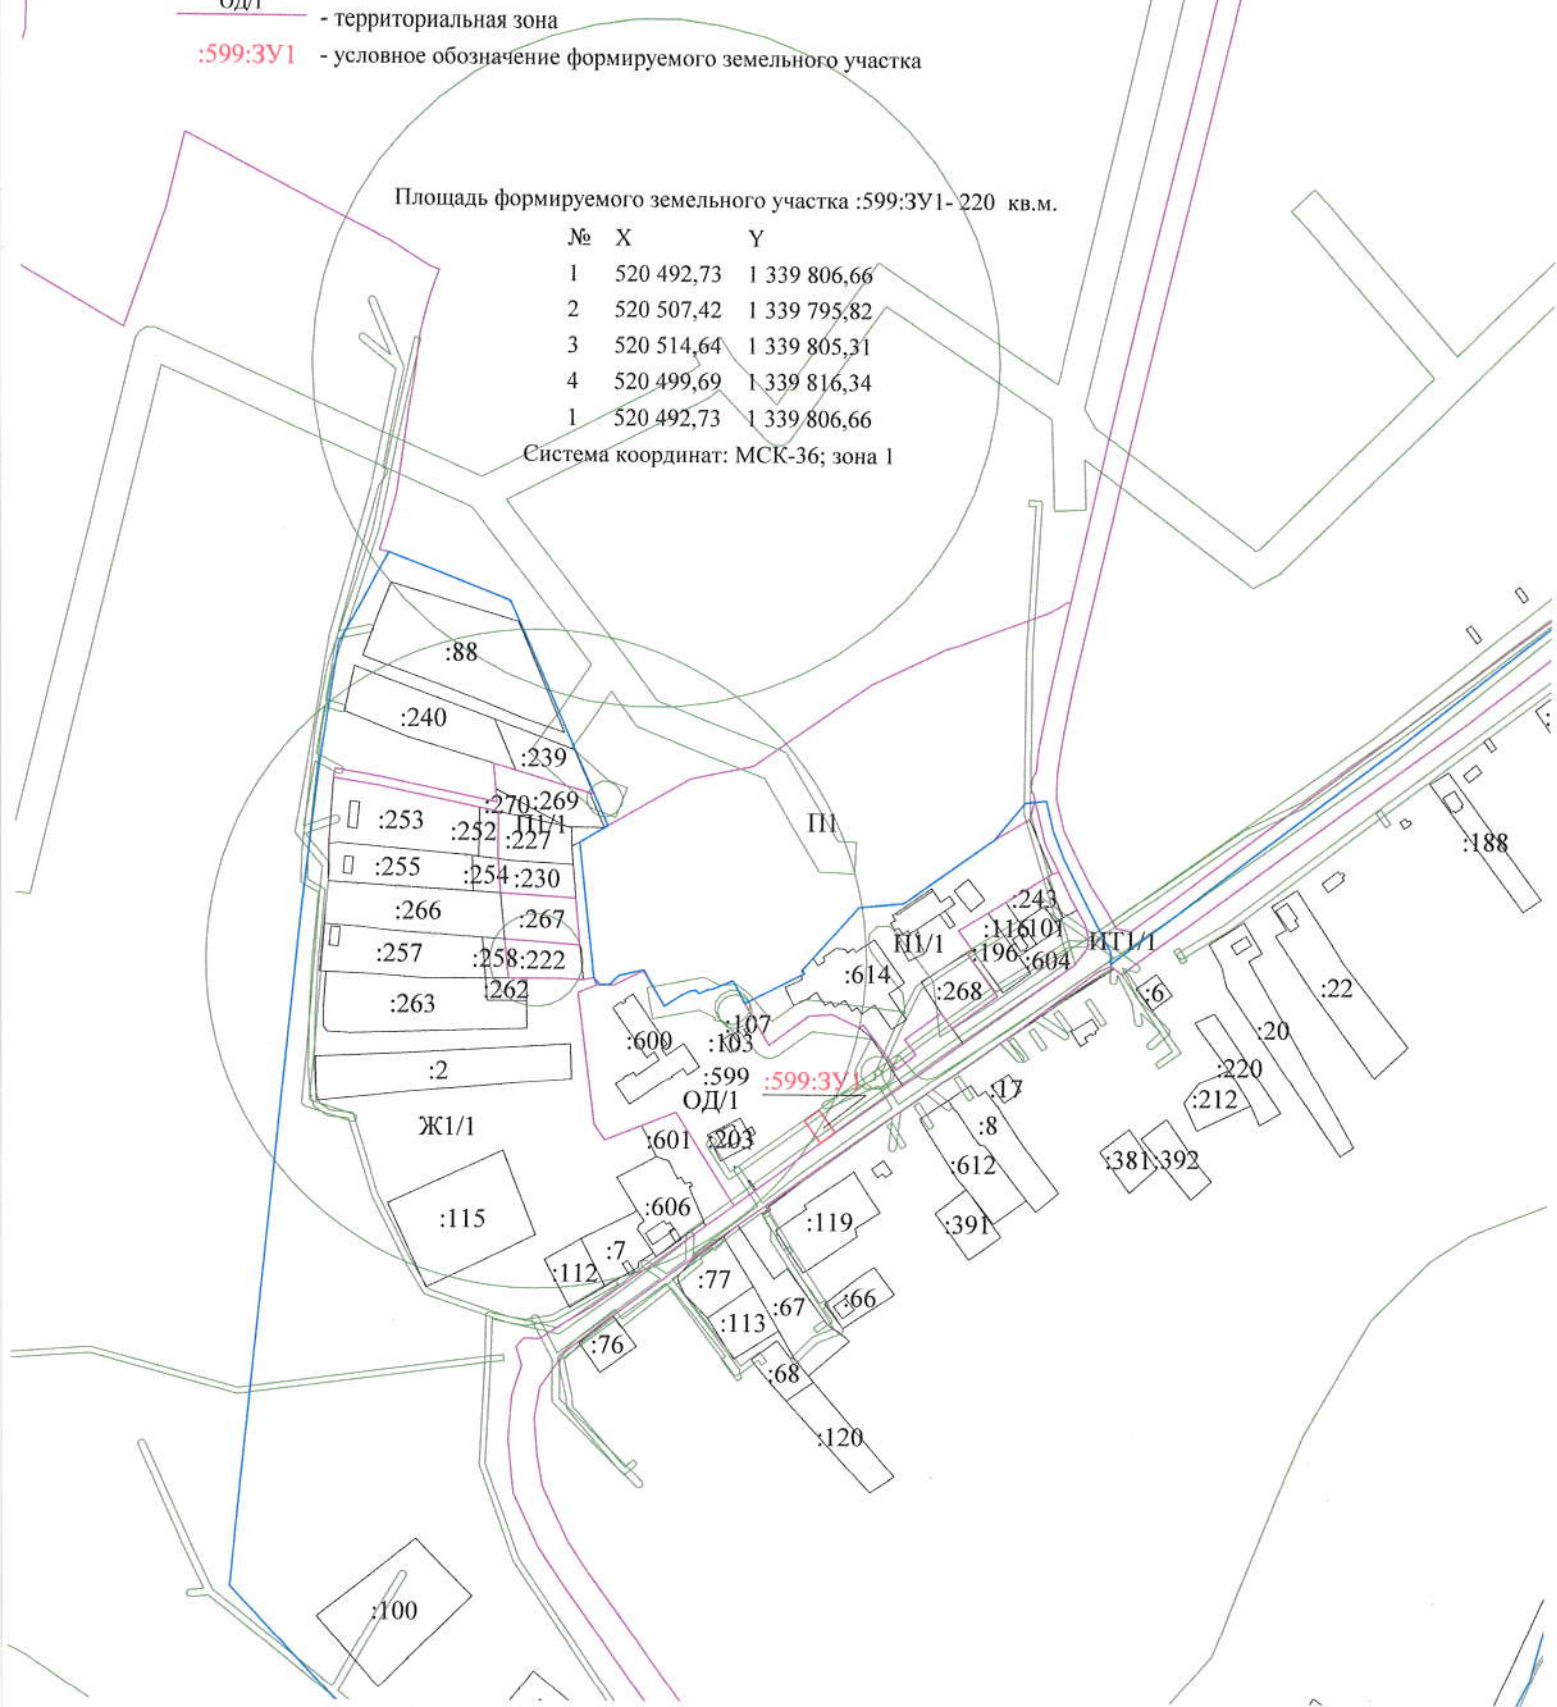 ОД/1
- территориальная зона
:599:ЗУ1 - условное обозначение формируемого земельного участка
Площадь формируемого земельного участка :599:ЗУ1- 220 кв.м.
№ X Y
1 520 492,73 1 339 806,66
2 520 507,42 1 339 795,82
3 520 514,64 1 339 805,31
4 520 499,69 1 339 816,34
1 520 492,73 1 339 806,66
Система координат: МСК-36; зона 1
:88
:240
:239
:270 :269
:253 :252 П1/1
:227
П1
:188
:255 :254 :230
:266 :267
:243
:116 :101
:257 :258 :222
П1/1
:196
:604
ИТ1/1
:614
:268
:6
:22
:263 :262
:107
:600 :103
:20
:2
:599 :599:ЗУ1
:220
:17
ОД/1
:212
Ж1/1
:8
:601 :203
:612
:381 :392
:115
:606
:119
:391
:7
:112
:77
:67
:66
:113
:76
:68
:120
:100